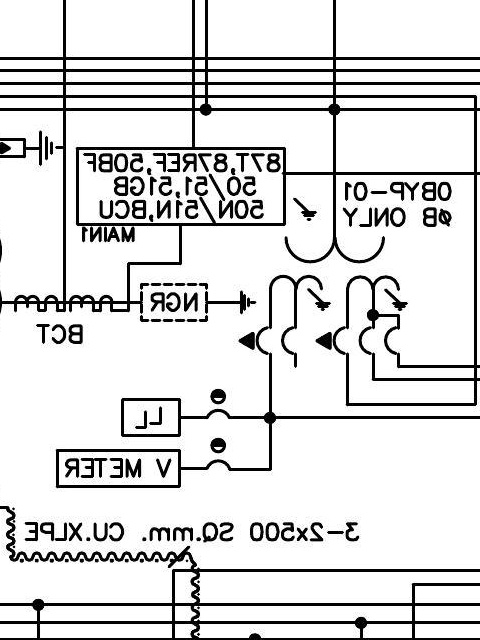 87T,87REF,50BF
50/51,51GB
50N/51N,BCU
MAIN1
0BYP-01
ØB ONLY
NGR
BCT
LL
V METER
3-2x500 SQ.mm. CU.XLPE